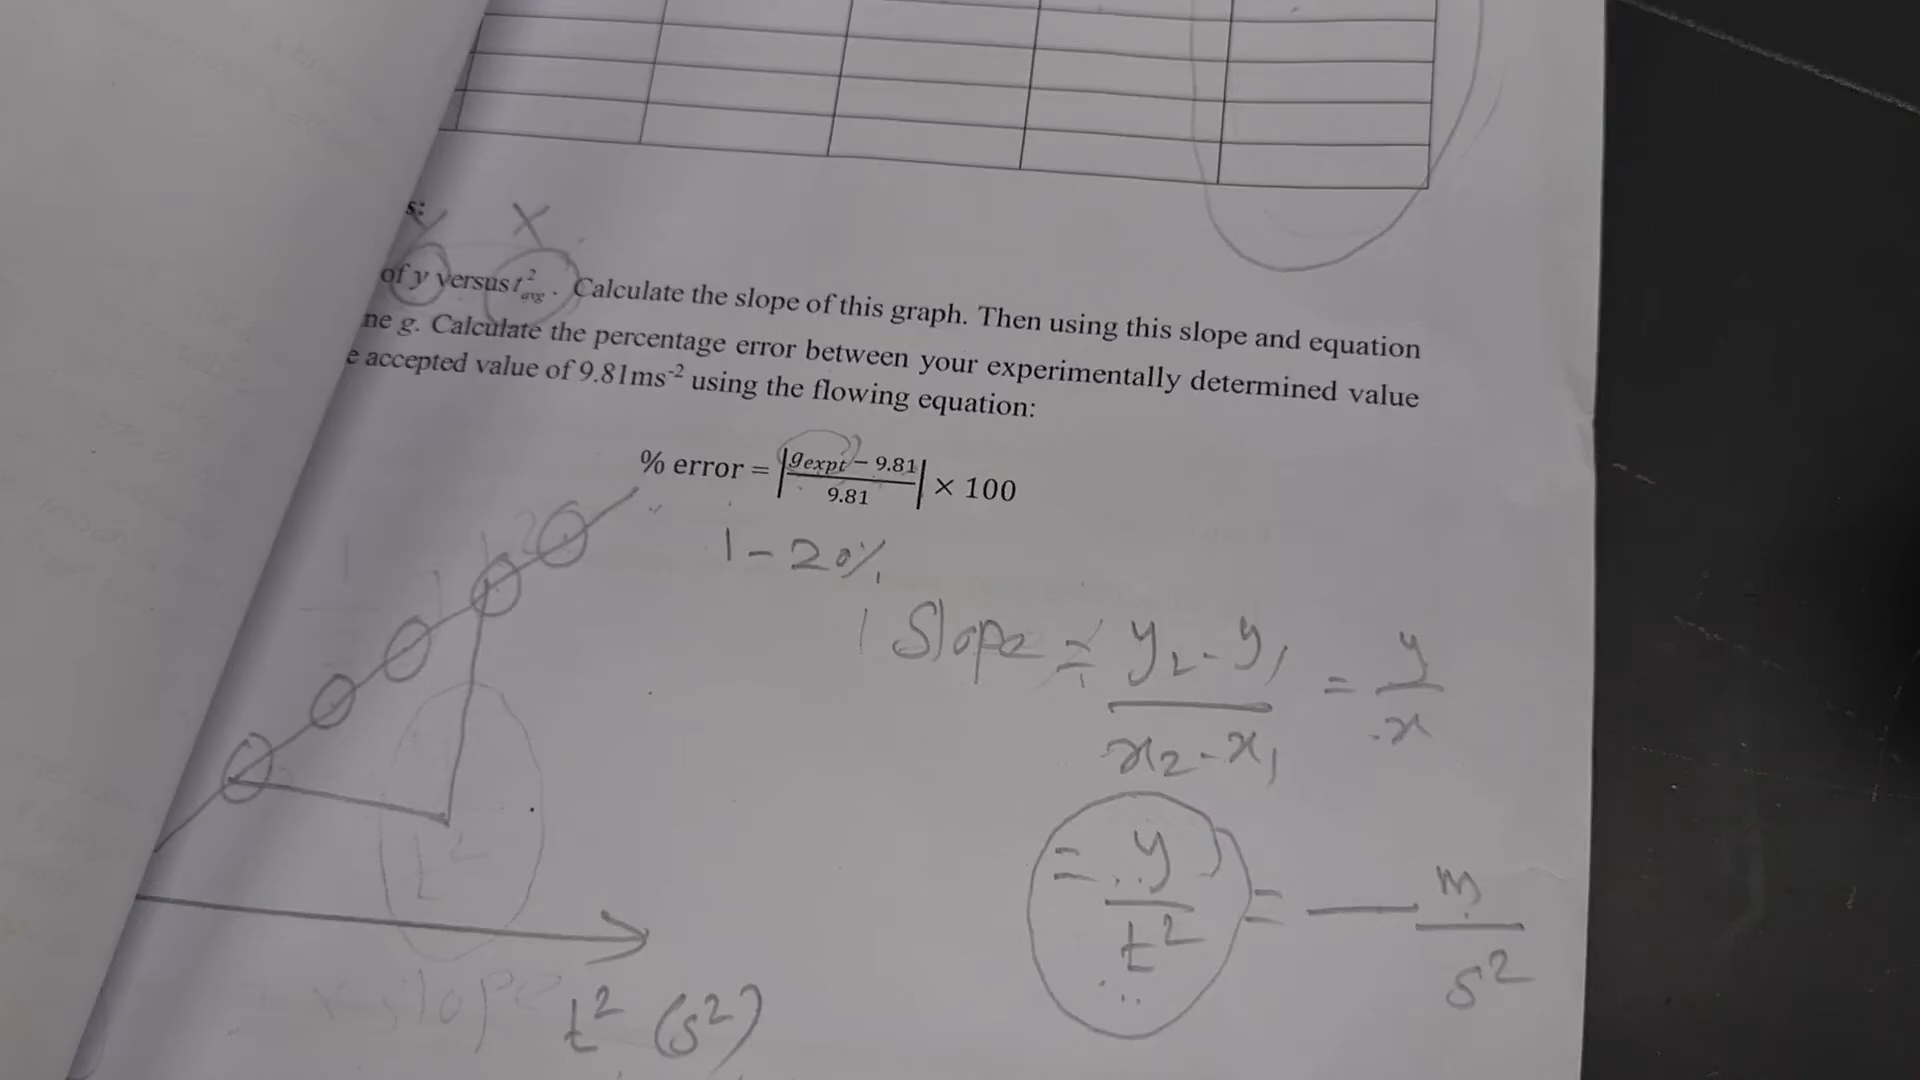 s:
Y X
of y versus t²avg. Calculate the slope of this graph. Then using this slope and equation
ne g. Calculate the percentage error between your experimentally determined value
e accepted value of 9.81ms⁻² using the flowing equation:
% error = |(gexpt − 9.81)/9.81| × 100
1 - 20%
Slope = (y₂ - y₁)/(x₂ - x₁) = y/x
= y/t² = — m/s²
t² (s²)
slope